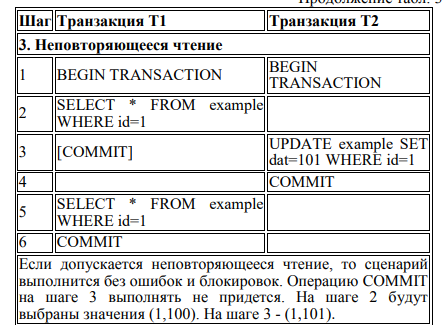 Продолжение табл. 3
Шаг Транзакция T1 Транзакция T2
3. Неповторяющееся чтение
1 BEGIN TRANSACTION BEGIN
TRANSACTION
2 SELECT * FROM example
WHERE id=1
3 [COMMIT] UPDATE example SET
dat=101 WHERE id=1
4 COMMIT
5 SELECT * FROM example
WHERE id=1
6 COMMIT
Если допускается неповторяющееся чтение, то сценарий
выполнится без ошибок и блокировок. Операцию COMMIT
на шаге 3 выполнять не придется. На шаге 2 будут
выбраны значения (1,100). На шаге 3 - (1,101).